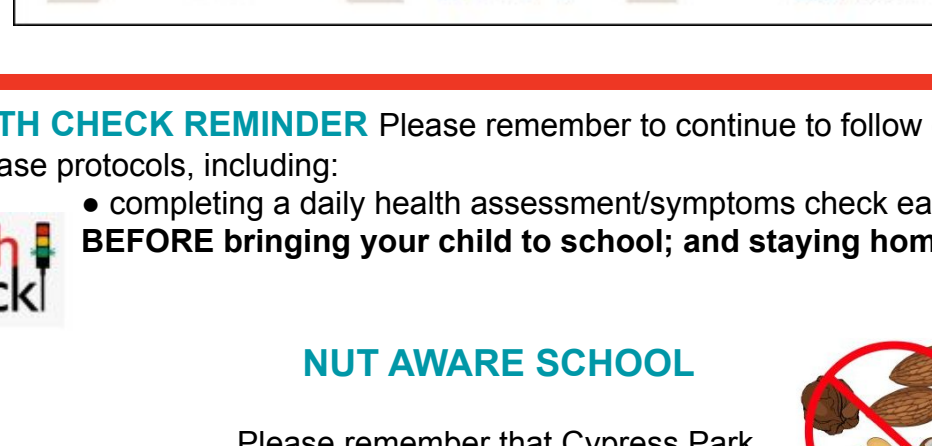 TH CHECK REMINDER Please remember to continue to follow
ase protocols, including:
● completing a daily health assessment/symptoms check ea
BEFORE bringing your child to school; and staying hom
h
ck
NUT AWARE SCHOOL
Please remember that Cypress Park